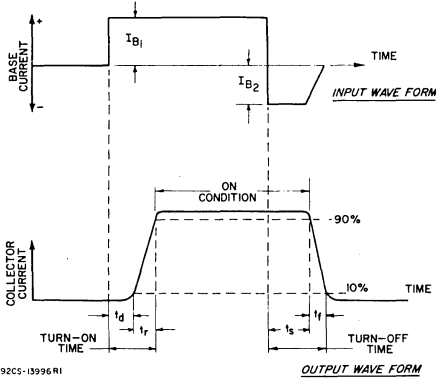 +
BASE
CURRENT
−
IB1
IB2
TIME
INPUT WAVE FORM
ON
CONDITION
90%
COLLECTOR
CURRENT
10%
TIME
td
tr
ts
tf
TURN-ON
TIME
TURN-OFF
TIME
92CS-13996R1
OUTPUT WAVE FORM